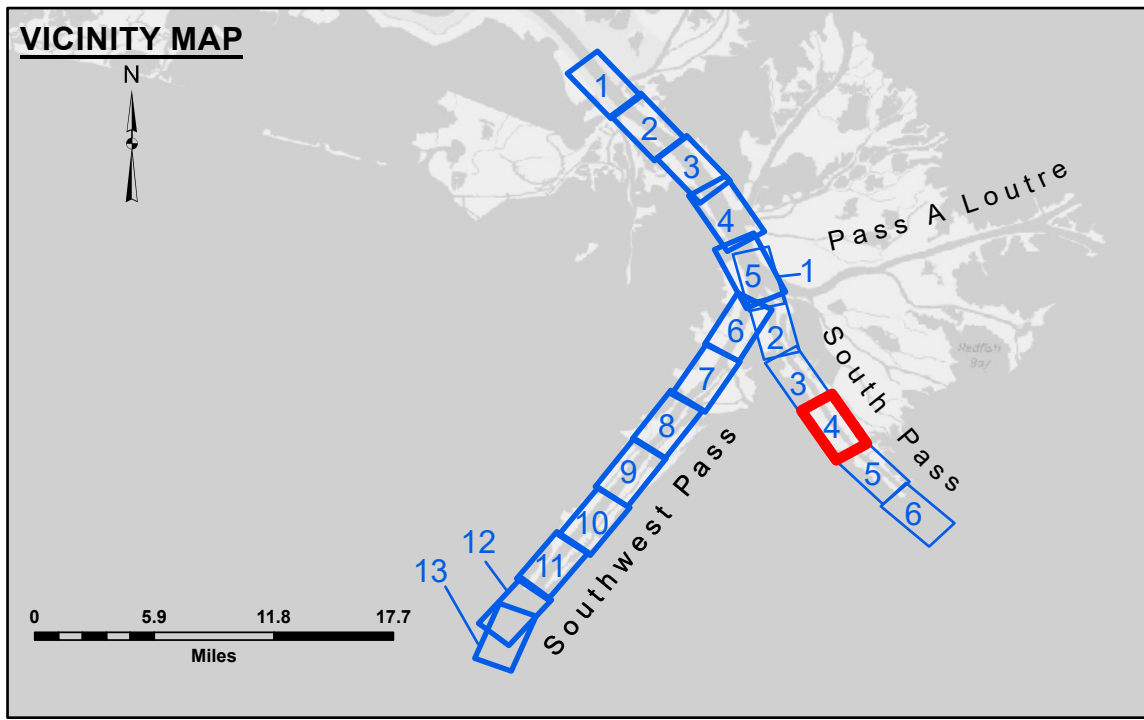 VICINITY MAP
N
1
2
3
4
5
1
Pass A Loutre
6
2
South Pass
Redfish
Bay
7
3
8
4
9
5
10
6
11
12
13
Southwest Pass
0 5.9 11.8 17.7
Miles